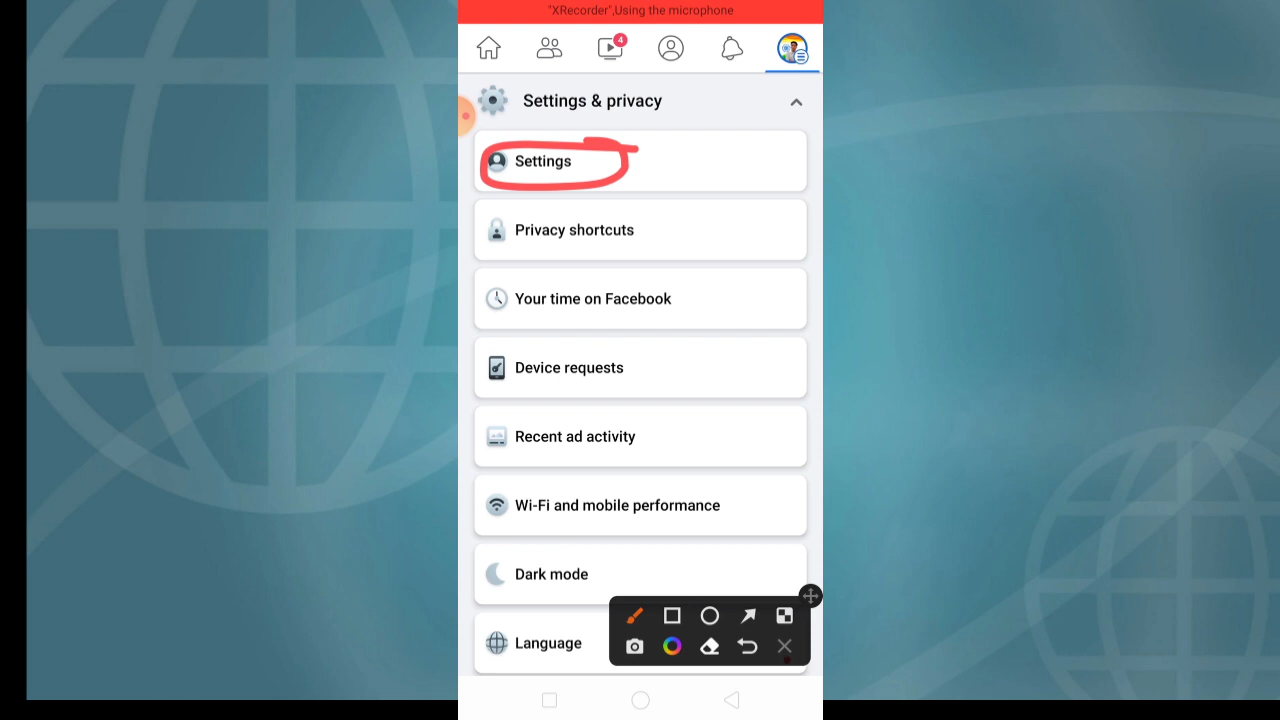 "XRecorder",Using the microphone
4
Settings & privacy
Settings
Privacy shortcuts
Your time on Facebook
Device requests
Recent ad activity
Wi-Fi and mobile performance
Dark mode
Language